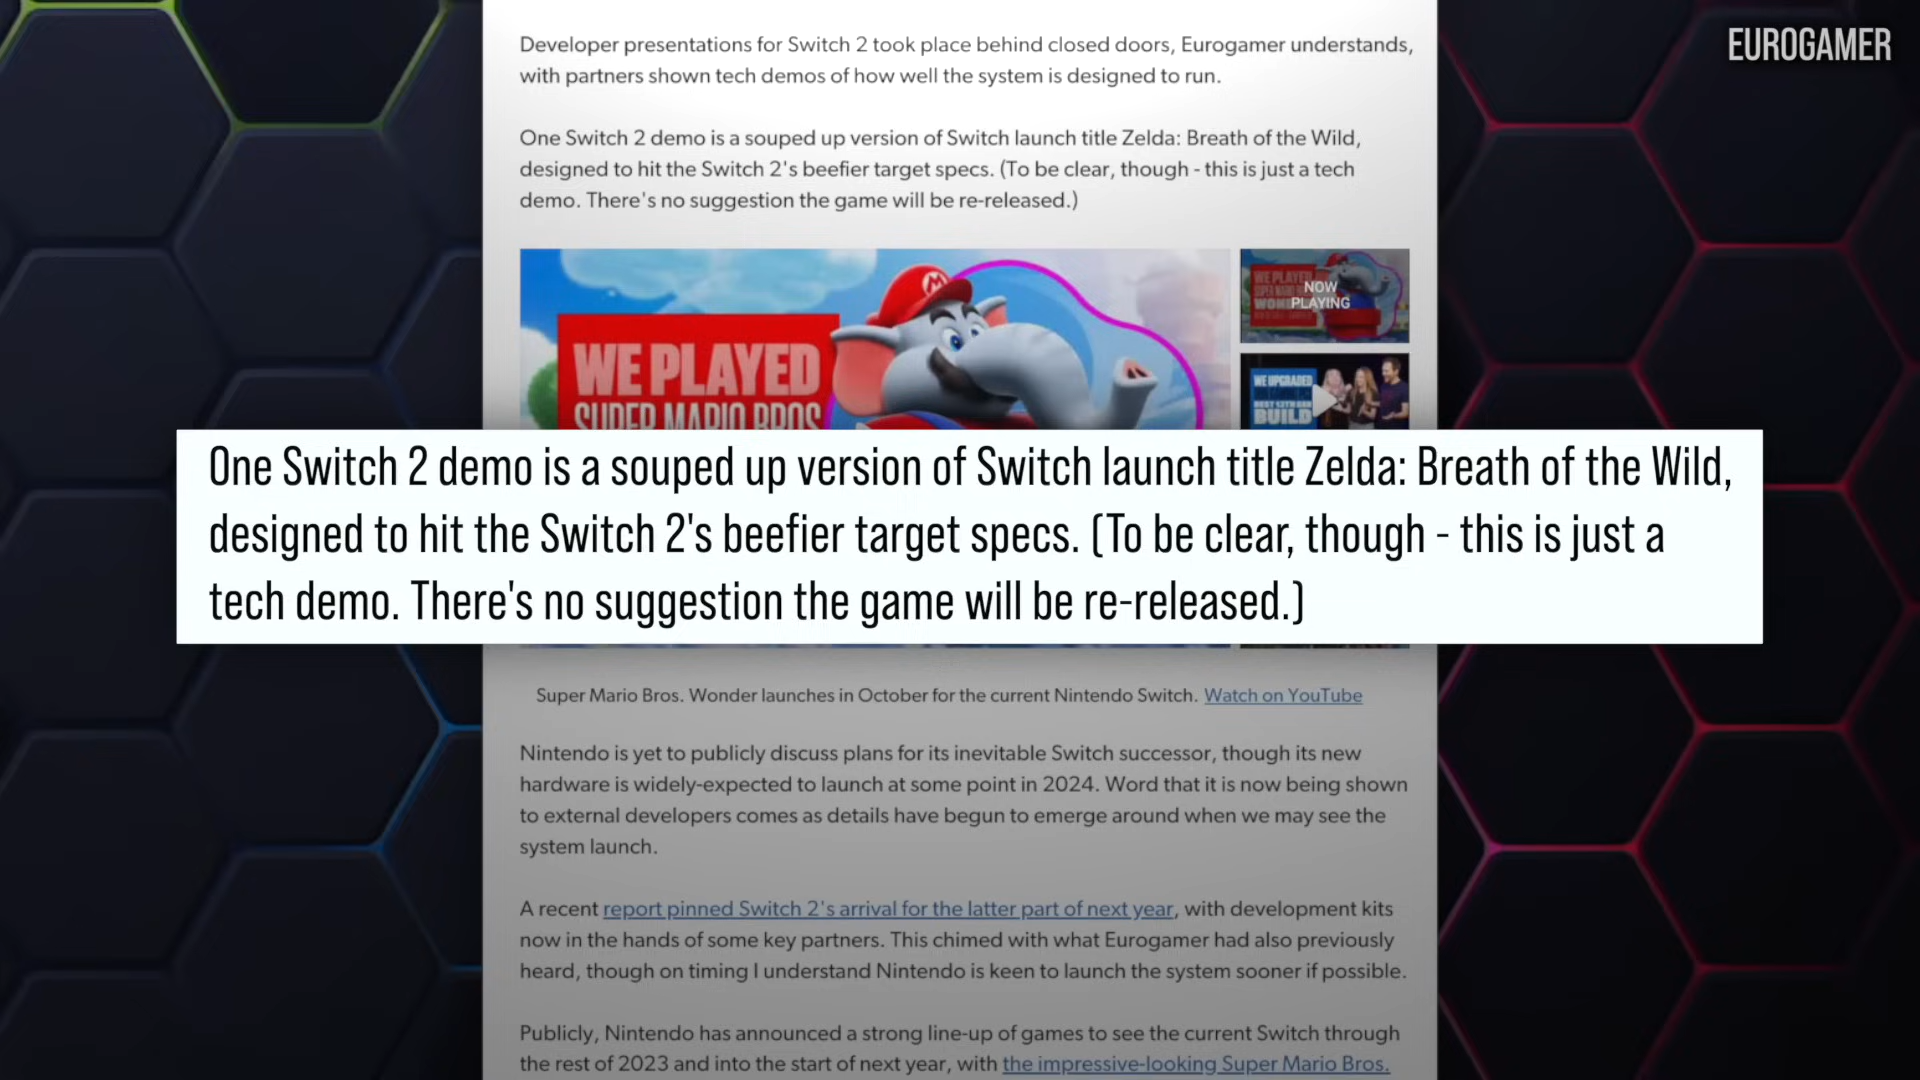 EUROGAMER
Developer presentations for Switch 2 took place behind closed doors, Eurogamer understands,
with partners shown tech demos of how well the system is designed to run.
One Switch 2 demo is a souped up version of Switch launch title Zelda: Breath of the Wild,
designed to hit the Switch 2's beefier target specs. (To be clear, though - this is just a tech
demo. There's no suggestion the game will be re-released.)
WE PLAYED
SUPER MARIO BROS
NOW
PLAYING
WE UPGRADED
BUILD
One Switch 2 demo is a souped up version of Switch launch title Zelda: Breath of the Wild,
designed to hit the Switch 2's beefier target specs. (To be clear, though - this is just a
tech demo. There's no suggestion the game will be re-released.)
Super Mario Bros. Wonder launches in October for the current Nintendo Switch. Watch on YouTube
Nintendo is yet to publicly discuss plans for its inevitable Switch successor, though its new
hardware is widely-expected to launch at some point in 2024. Word that it is now being shown
to external developers comes as details have begun to emerge around when we may see the
system launch.
A recent report pinned Switch 2's arrival for the latter part of next year, with development kits
now in the hands of some key partners. This chimed with what Eurogamer had also previously
heard, though on timing I understand Nintendo is keen to launch the system sooner if possible.
Publicly, Nintendo has announced a strong line-up of games to see the current Switch through
the rest of 2023 and into the start of next year, with the impressive-looking Super Mario Bros.